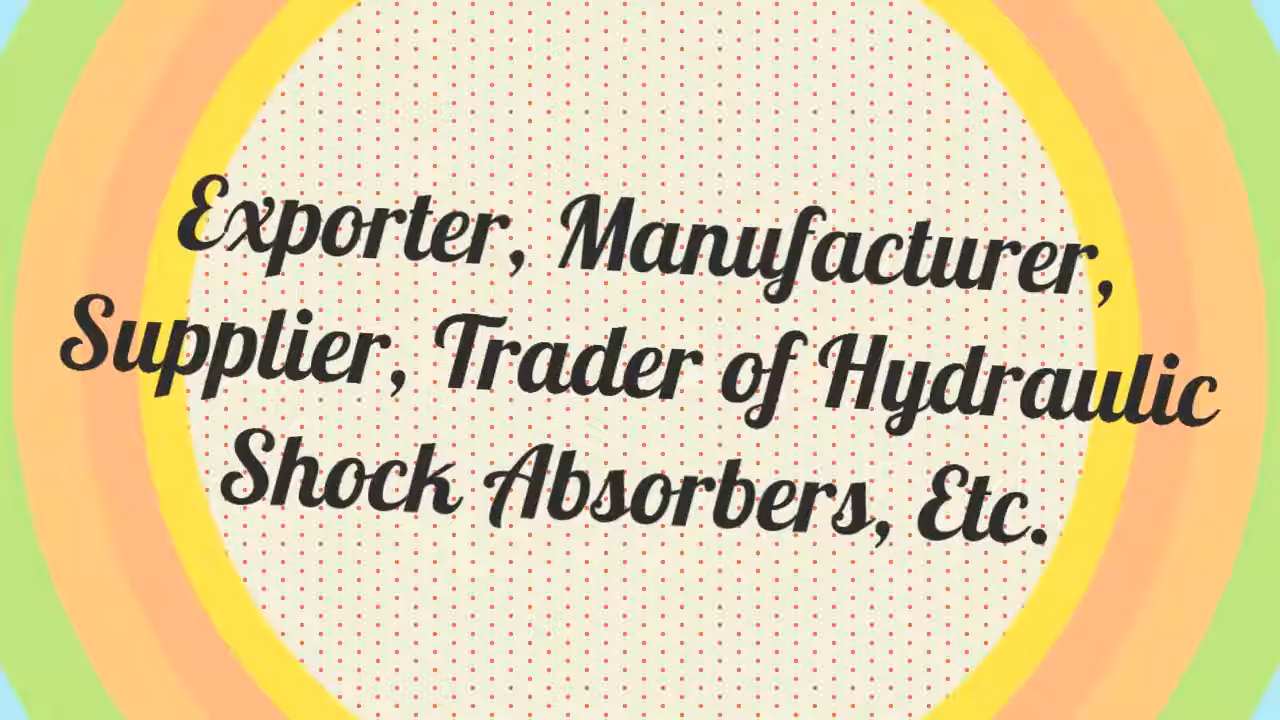 Exporter, Manufacturer,
Supplier, Trader of Hydraulic
Shock Absorbers, Etc.